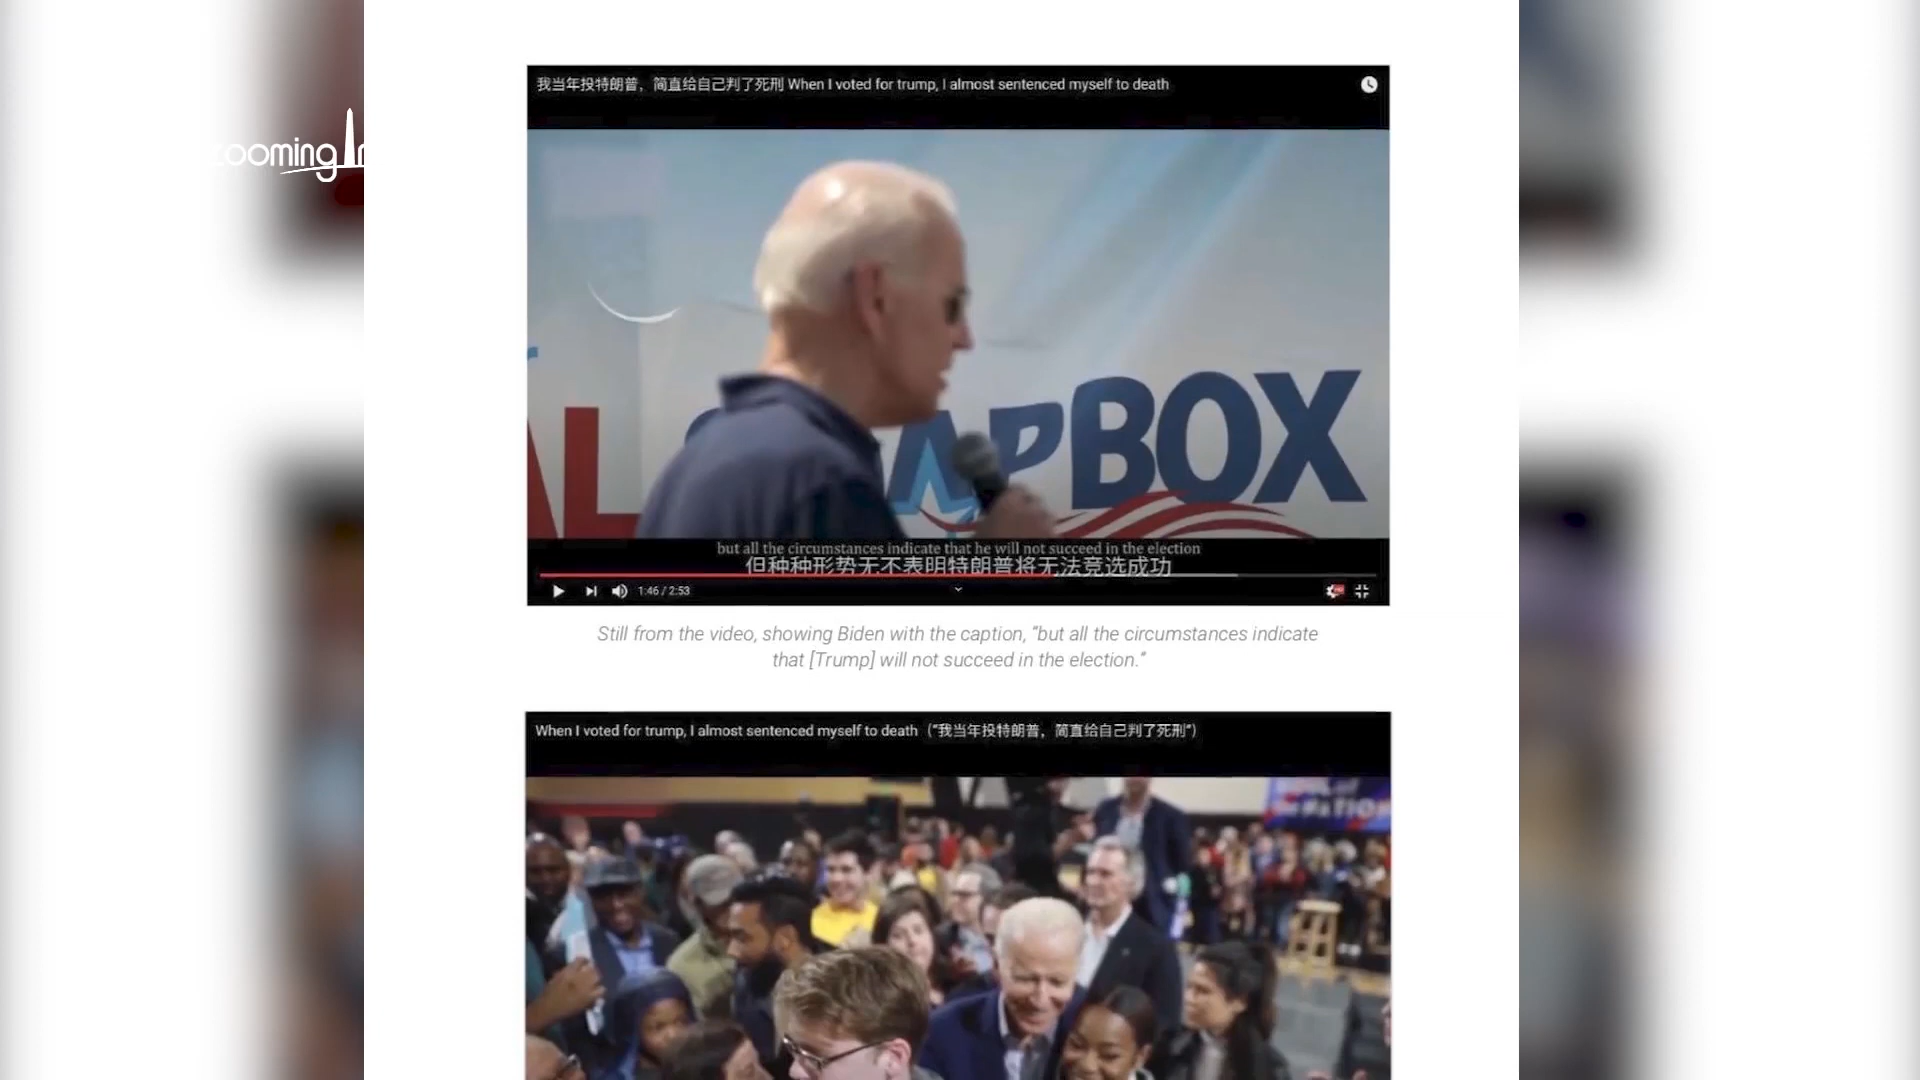 我当年投特朗普，简直给自己判了死刑 When I voted for trump, I almost sentenced myself to death
zooming In
SOAPBOX
but all the circumstances indicate that he will not succeed in the election
但种种形势无不表明特朗普将无法竞选成功
1:46 / 2:53
Still from the video, showing Biden with the caption, "but all the circumstances indicate
that [Trump] will not succeed in the election."
When I voted for trump, I almost sentenced myself to death（"我当年投特朗普，简直给自己判了死刑"）